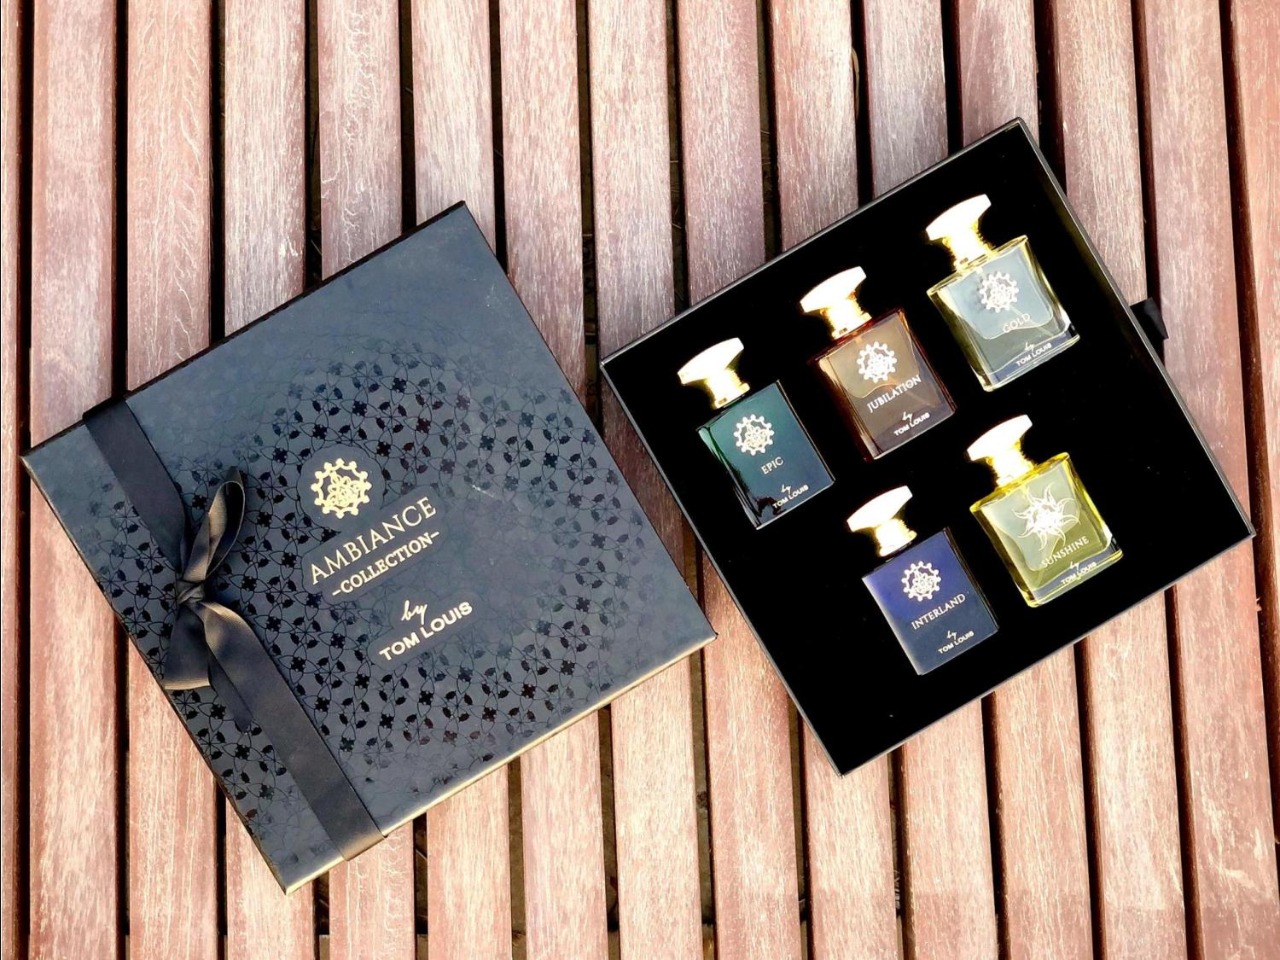 AMBIANCE
-COLLECTION-
by
TOM LOUIS
GOLD
by
TOM LOUIS
JUBILATION
by
TOM LOUIS
EPIC
by
TOM LOUIS
SUNSHINE
by
TOM LOUIS
INTERLAND
by
TOM LOUIS